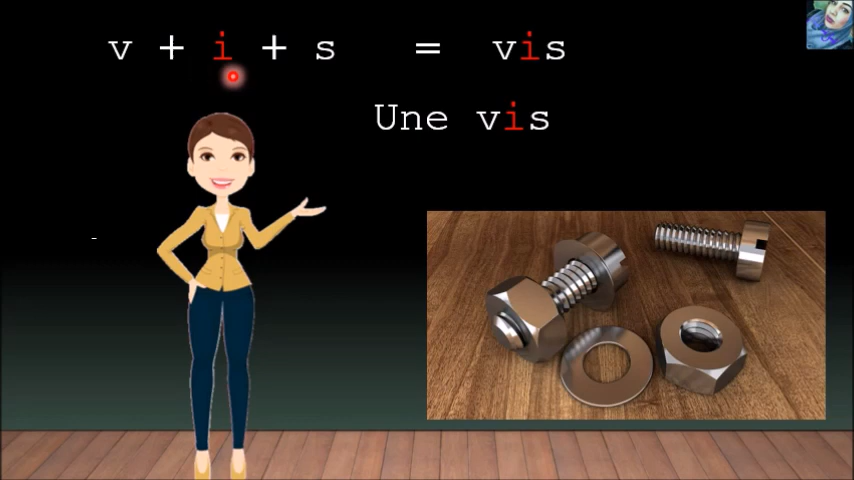 v + i + s = vis
Une vis